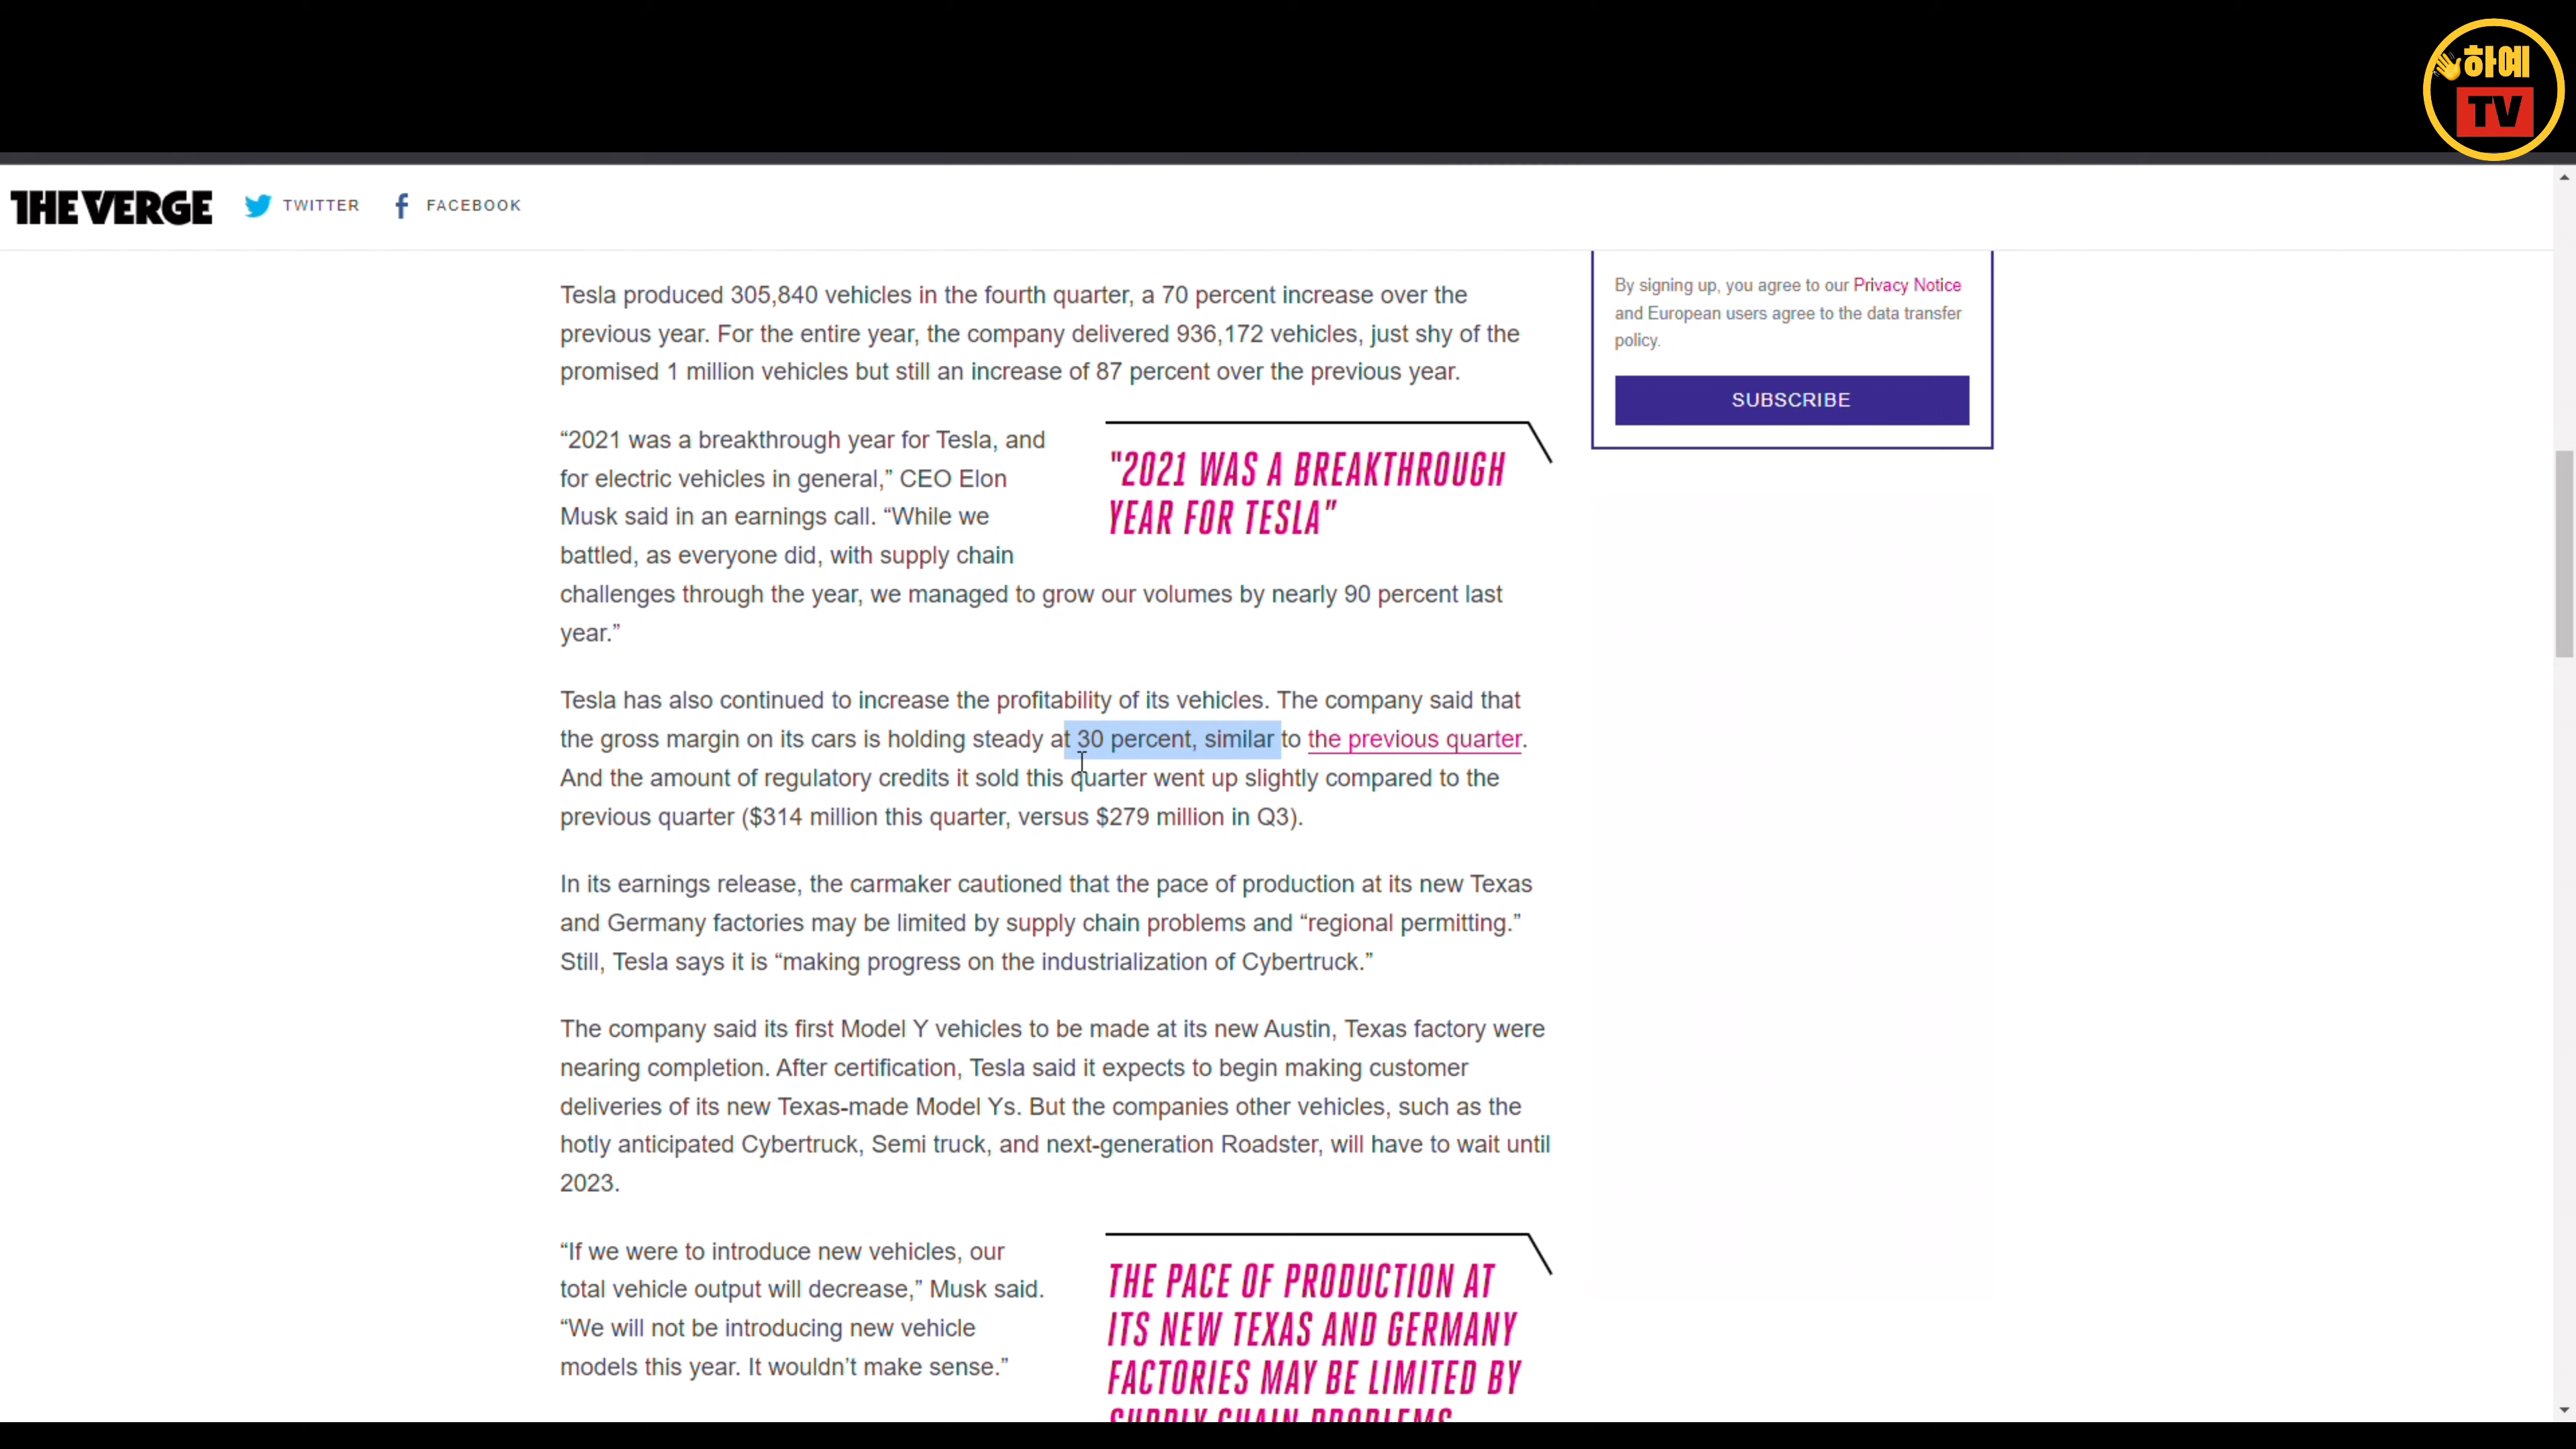 하예
TV
THE VERGE
TWITTER
FACEBOOK
Tesla produced 305,840 vehicles in the fourth quarter, a 70 percent increase over the
previous year. For the entire year, the company delivered 936,172 vehicles, just shy of the
promised 1 million vehicles but still an increase of 87 percent over the previous year.
“2021 was a breakthrough year for Tesla, and
for electric vehicles in general,” CEO Elon
Musk said in an earnings call. “While we
battled, as everyone did, with supply chain
challenges through the year, we managed to grow our volumes by nearly 90 percent last
year.”
"2021 WAS A BREAKTHROUGH
YEAR FOR TESLA”
Tesla has also continued to increase the profitability of its vehicles. The company said that
the gross margin on its cars is holding steady at 30 percent, similar to the previous quarter.
And the amount of regulatory credits it sold this quarter went up slightly compared to the
previous quarter ($314 million this quarter, versus $279 million in Q3).
In its earnings release, the carmaker cautioned that the pace of production at its new Texas
and Germany factories may be limited by supply chain problems and “regional permitting.”
Still, Tesla says it is “making progress on the industrialization of Cybertruck.”
The company said its first Model Y vehicles to be made at its new Austin, Texas factory were
nearing completion. After certification, Tesla said it expects to begin making customer
deliveries of its new Texas-made Model Ys. But the companies other vehicles, such as the
hotly anticipated Cybertruck, Semi truck, and next-generation Roadster, will have to wait until
2023.
“If we were to introduce new vehicles, our
total vehicle output will decrease,” Musk said.
“We will not be introducing new vehicle
models this year. It wouldn’t make sense.”
THE PACE OF PRODUCTION AT
ITS NEW TEXAS AND GERMANY
FACTORIES MAY BE LIMITED BY
SUPPLY CHAIN PROBLEMS
By signing up, you agree to our Privacy Notice
and European users agree to the data transfer
policy.
SUBSCRIBE